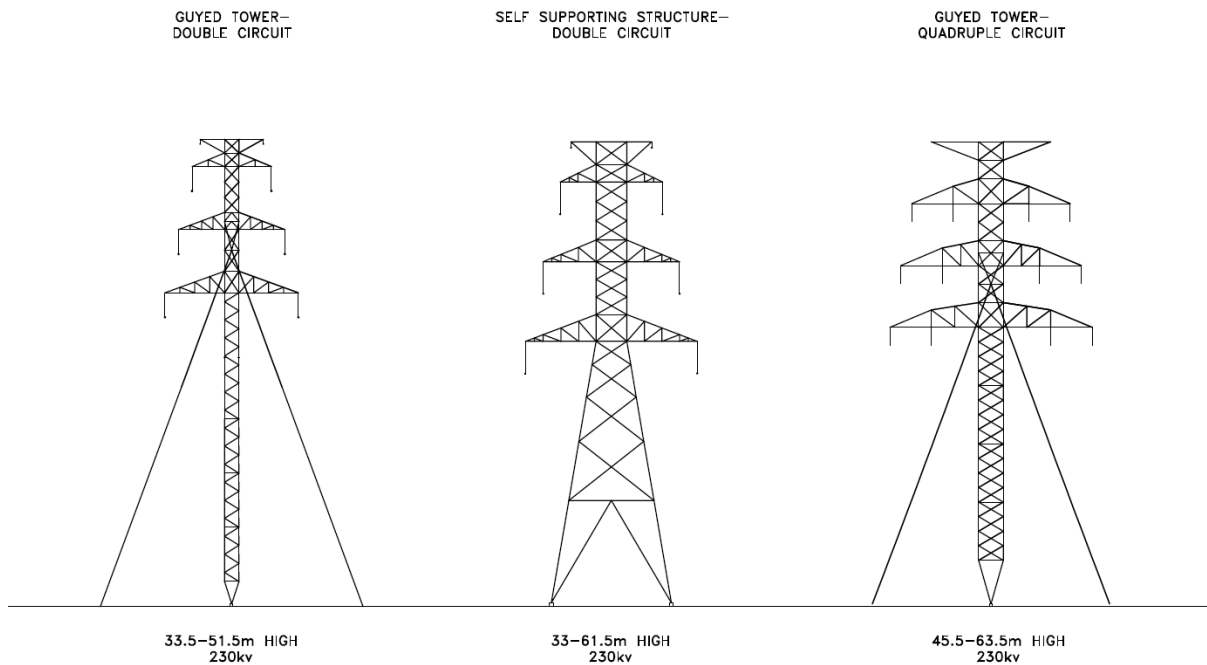 GUYED TOWER–
DOUBLE CIRCUIT
SELF SUPPORTING STRUCTURE–
DOUBLE CIRCUIT
GUYED TOWER–
QUADRUPLE CIRCUIT
33.5–51.5m HIGH
230kv
33–61.5m HIGH
230kv
45.5–63.5m HIGH
230kv